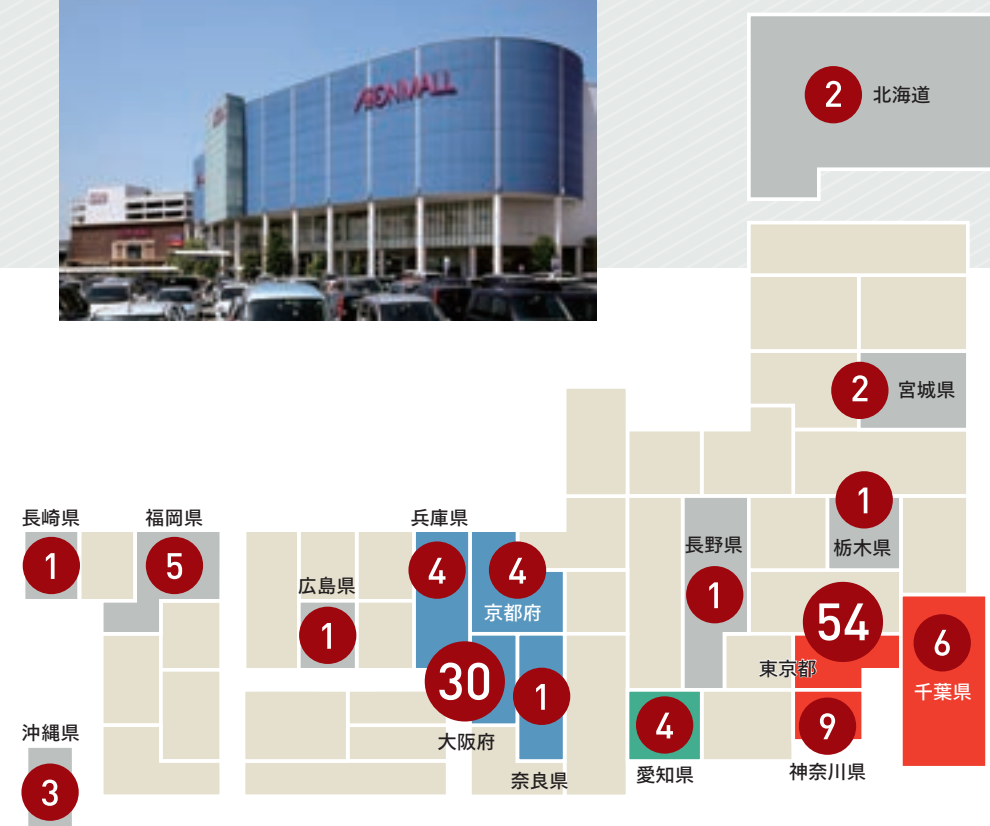 AEONMALL
2 北海道
2 宮城県
1
栃木県
長崎県
1
福岡県
5
兵庫県
4
4
京都府
広島県
1
長野県
1
54
東京都
6
千葉県
30
大阪府
1
奈良県
4
愛知県
9
神奈川県
沖縄県
3